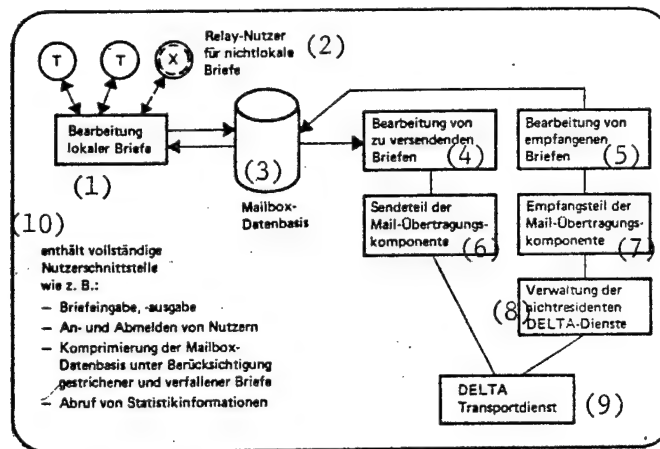 Relay-Nutzer
für nichtlokale (2)
Briefe
T T X
Bearbeitung
lokaler Briefe
(1)
(3)
Mailbox-
Datenbasis
Bearbeitung von
zu versendenden
Briefen (4)
Bearbeitung von
empfangenen
Briefen (5)
Sendeteil der
Mail-Übertragungs-
komponente (6)
Empfangsteil der
Mail-Übertragungs-
komponente (7)
(8) Verwaltung der
nichtresidenten
DELTA-Dienste
DELTA
Transportdienst (9)
(10)
enthält vollständige
Nutzerschnittstelle
wie z. B.:
– Briefeingabe, -ausgabe
– An- und Abmelden von Nutzern
– Komprimierung der Mailbox-
Datenbasis unter Berücksichtigung
gestrichener und verfallener Briefe
– Abruf von Statistikinformationen